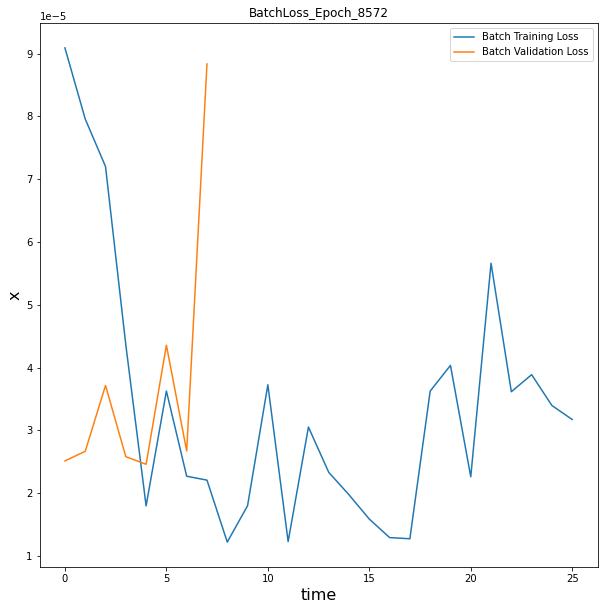 BatchLoss_Epoch_8572
1e−5
Batch Training Loss
Batch Validation Loss
9
8
7
6
5
4
3
2
1
x
0 5 10 15 20 25
time